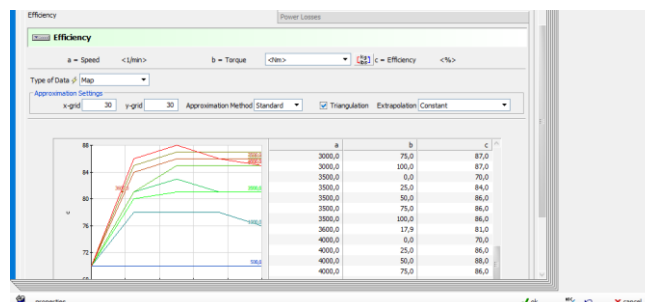 Efficiency
Power Losses
Efficiency
a = Speed <1/min> b = Torque <Nm> c = Efficiency <%>
Type of Data Map
Approximation Settings
x-grid 30 y-grid 30 Approximation Method Standard Triangulation Extrapolation Constant
88
84
80
76
72
c
a b c
3000,0 75,0 87,0
3000,0 100,0 87,0
3500,0 0,0 70,0
3500,0 25,0 84,0
3500,0 50,0 86,0
3500,0 75,0 86,0
3500,0 100,0 86,0
3600,0 17,9 81,0
4000,0 0,0 70,0
4000,0 25,0 86,0
4000,0 50,0 88,0
4000,0 75,0 86,0
properties
ok
cancel